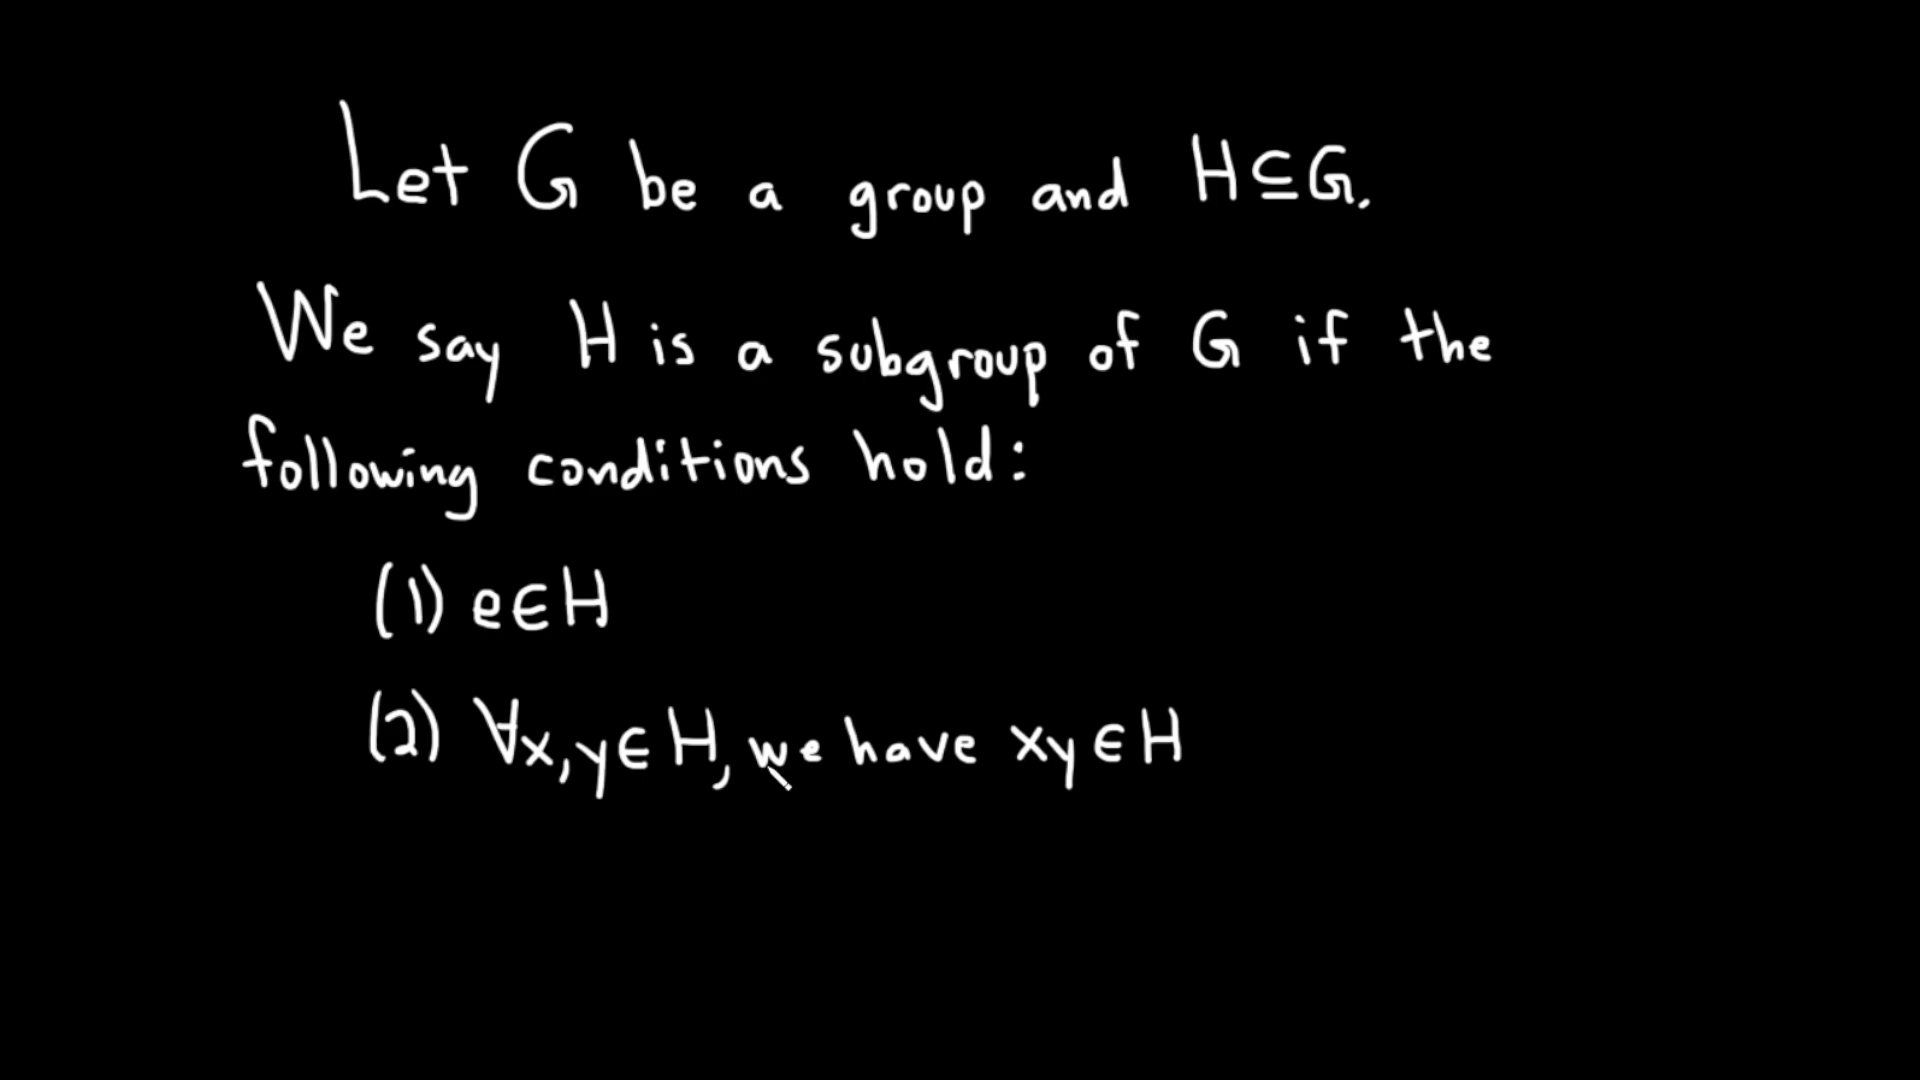 Let G be a group and H⊆G.
We say H is a subgroup of G if the
following conditions hold:
(1) e∈H
(2) ∀x,y∈H, we have xy∈H